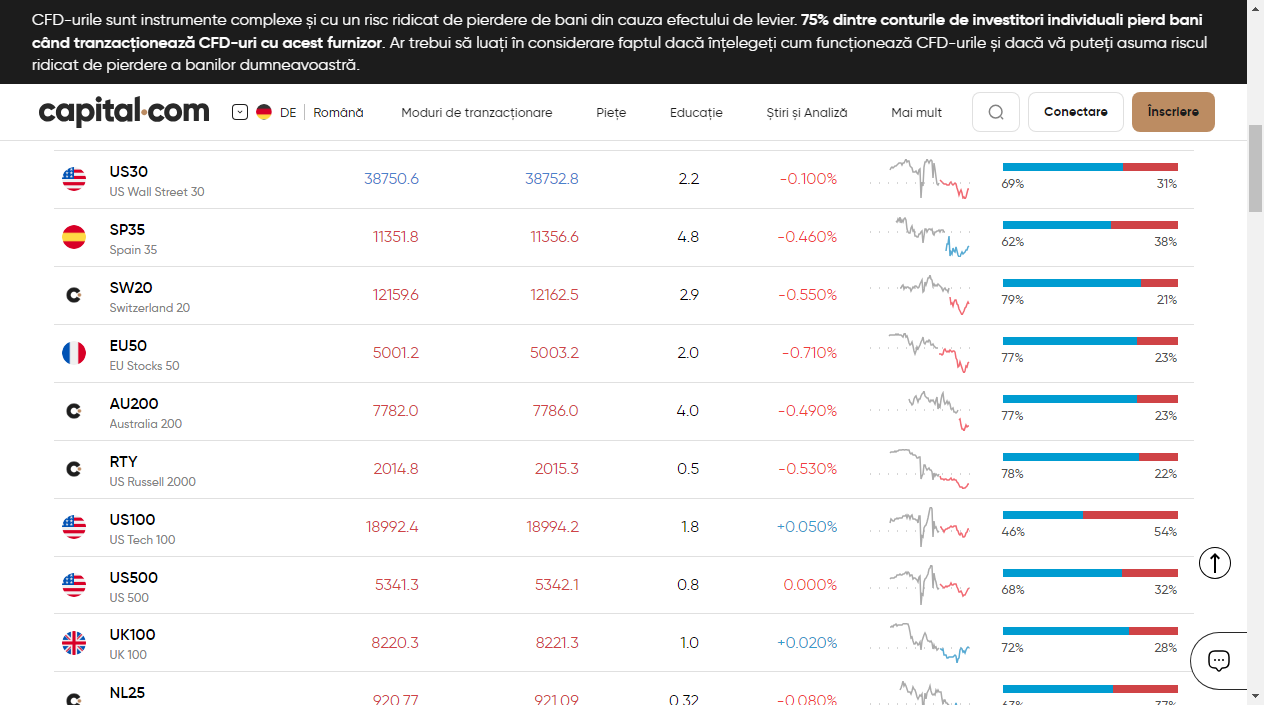 CFD-urile sunt instrumente complexe și cu un risc ridicat de pierdere de bani din cauza efectului de levier. 75% dintre conturile de investitori individuali pierd bani
când tranzacționează CFD-uri cu acest furnizor. Ar trebui să luați în considerare faptul dacă înțelegeți cum funcționează CFD-urile și dacă vă puteți asuma riscul
ridicat de pierdere a banilor dumneavoastră.
capital.com DE Română Moduri de tranzacționare Piețe Educație Știri și Analiză Mai mult Conectare Înscriere
US30 38750.6 38752.8 2.2 -0.100%
US Wall Street 30 69% 31%
SP35 11351.8 11356.6 4.8 -0.460%
Spain 35 62% 38%
SW20 12159.6 12162.5 2.9 -0.550%
Switzerland 20 79% 21%
EU50 5001.2 5003.2 2.0 -0.710%
EU Stocks 50 77% 23%
AU200 7782.0 7786.0 4.0 -0.490%
Australia 200 77% 23%
RTY 2014.8 2015.3 0.5 -0.530%
US Russell 2000 78% 22%
US100 18992.4 18994.2 1.8 +0.050%
US Tech 100 46% 54%
US500 5341.3 5342.1 0.8 0.000%
US 500 68% 32%
UK100 8220.3 8221.3 1.0 +0.020%
UK 100 72% 28%
NL25 920.77 921.09 0.32 -0.080%